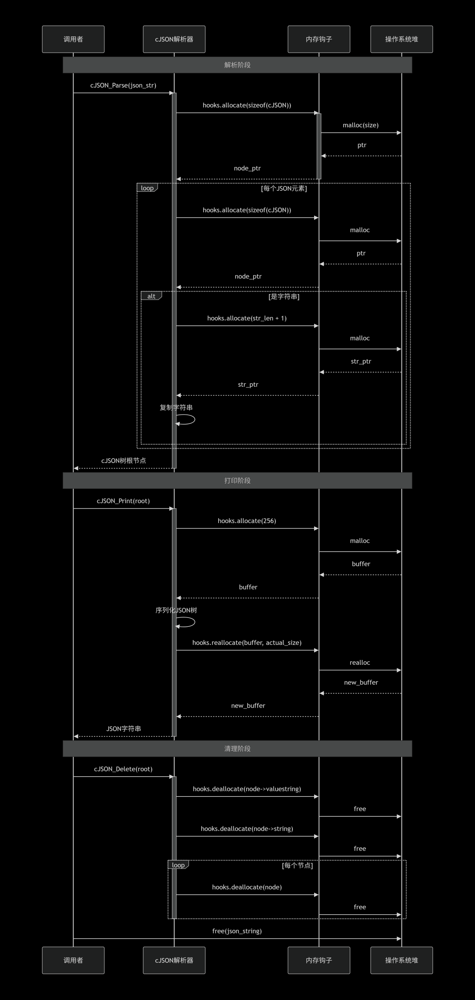 调用者
cJSON解析器
内存钩子
操作系统堆
解析阶段
cJSON_Parse(json_str)
hooks.allocate(sizeof(cJSON))
malloc(size)
ptr
node_ptr
loop
[每个JSON元素]
hooks.allocate(sizeof(cJSON))
malloc
ptr
node_ptr
alt
[是字符串]
hooks.allocate(str_len + 1)
malloc
str_ptr
str_ptr
复制字符串
cJSON树根节点
打印阶段
cJSON_Print(root)
hooks.allocate(256)
malloc
buffer
buffer
序列化JSON树
hooks.reallocate(buffer, actual_size)
realloc
new_buffer
new_buffer
JSON字符串
清理阶段
cJSON_Delete(root)
hooks.deallocate(node->valuestring)
free
hooks.deallocate(node->string)
free
loop
[每个节点]
hooks.deallocate(node)
free
free(json_string)
调用者
cJSON解析器
内存钩子
操作系统堆